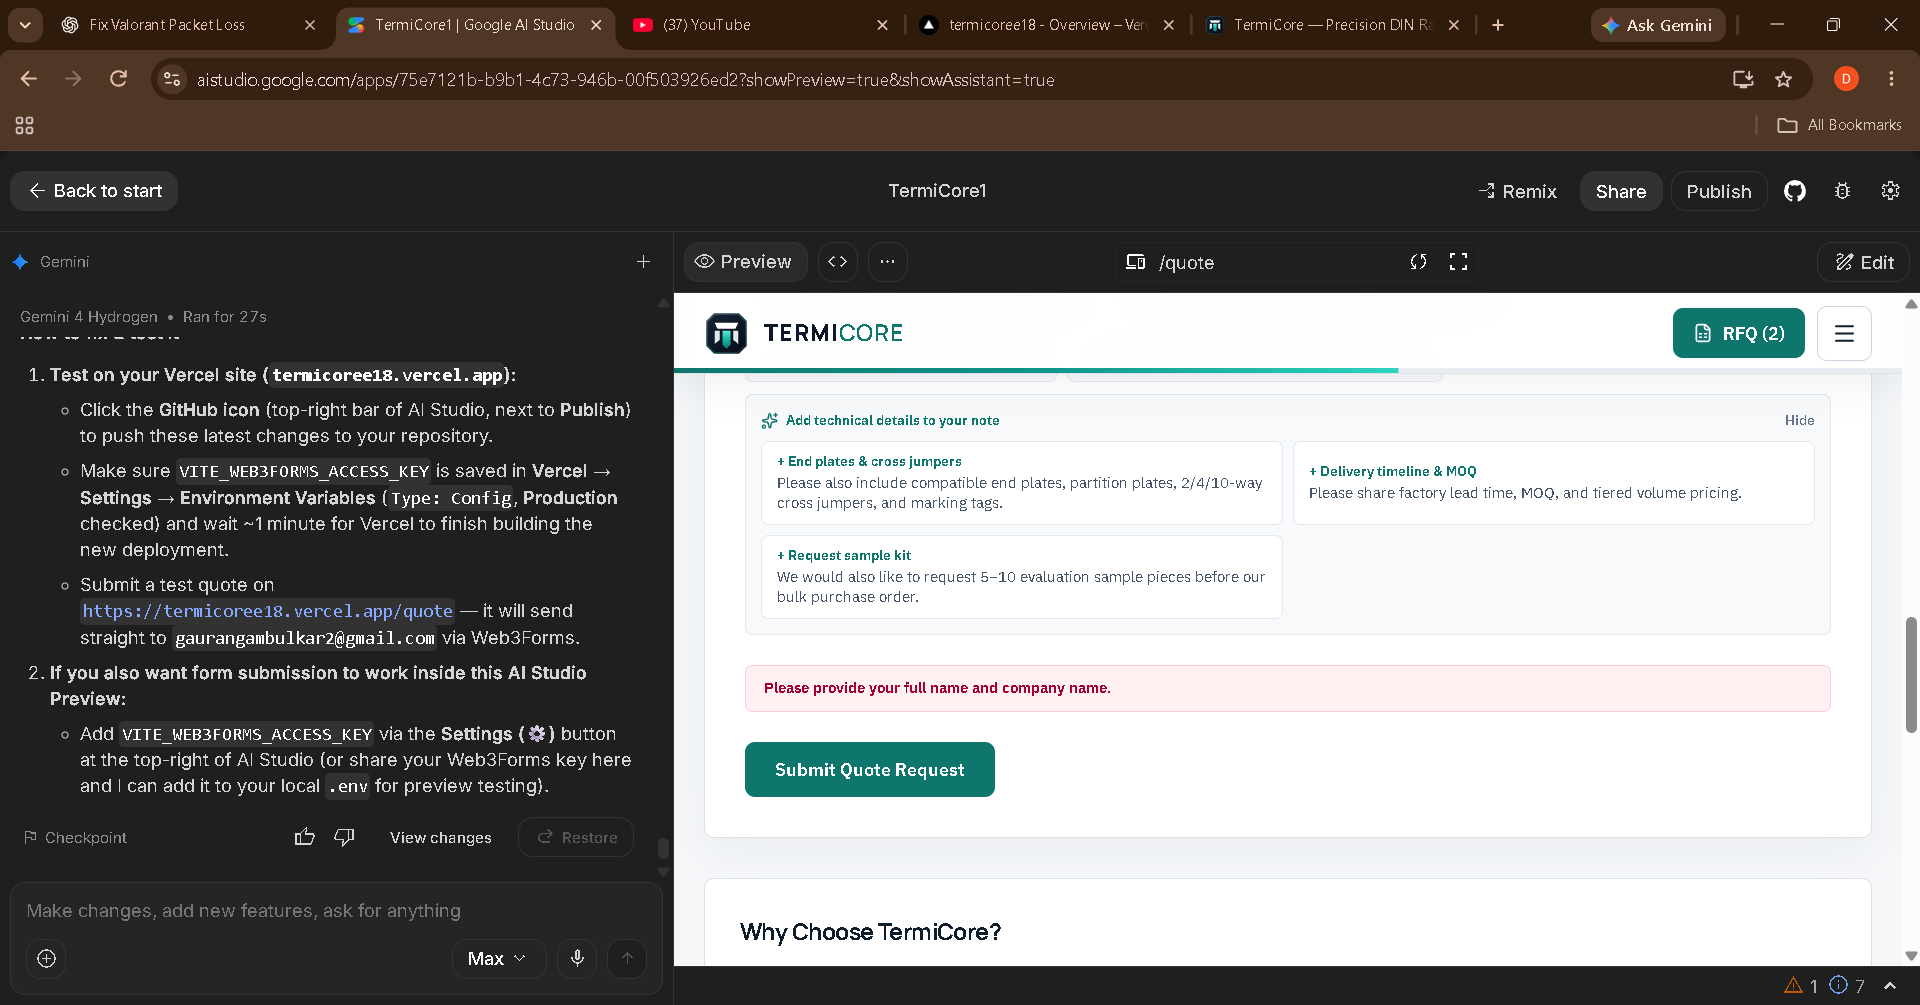 Fix Valorant Packet Loss
TermiCore1 | Google AI Studio
(37) YouTube
termicoree18 - Overview – Ver
TermiCore — Precision DIN Ra
Ask Gemini
aistudio.google.com/apps/75e7121b-b9b1-4c73-946b-00f503926ed2?showPreview=true&showAssistant=true
D
All Bookmarks
Back to start
TermiCore1
Remix
Share
Publish
Gemini
Gemini 4 Hydrogen • Ran for 27s
1. Test on your Vercel site (termicoree18.vercel.app):
Click the GitHub icon (top-right bar of AI Studio, next to Publish)
to push these latest changes to your repository.
Make sure VITE_WEB3FORMS_ACCESS_KEY is saved in Vercel →
Settings → Environment Variables (Type: Config, Production
checked) and wait ~1 minute for Vercel to finish building the
new deployment.
Submit a test quote on
https://termicoree18.vercel.app/quote — it will send
straight to gaurangambulkar2@gmail.com via Web3Forms.
2. If you also want form submission to work inside this AI Studio
Preview:
Add VITE_WEB3FORMS_ACCESS_KEY via the Settings (⚙) button
at the top-right of AI Studio (or share your Web3Forms key here
and I can add it to your local .env for preview testing).
Checkpoint
View changes
Restore
Make changes, add new features, ask for anything
Max
Preview
/quote
Edit
TERMICORE
RFQ (2)
Add technical details to your note
Hide
+ End plates & cross jumpers
Please also include compatible end plates, partition plates, 2/4/10-way
cross jumpers, and marking tags.
+ Delivery timeline & MOQ
Please share factory lead time, MOQ, and tiered volume pricing.
+ Request sample kit
We would also like to request 5–10 evaluation sample pieces before our
bulk purchase order.
Please provide your full name and company name.
Submit Quote Request
Why Choose TermiCore?
1
7